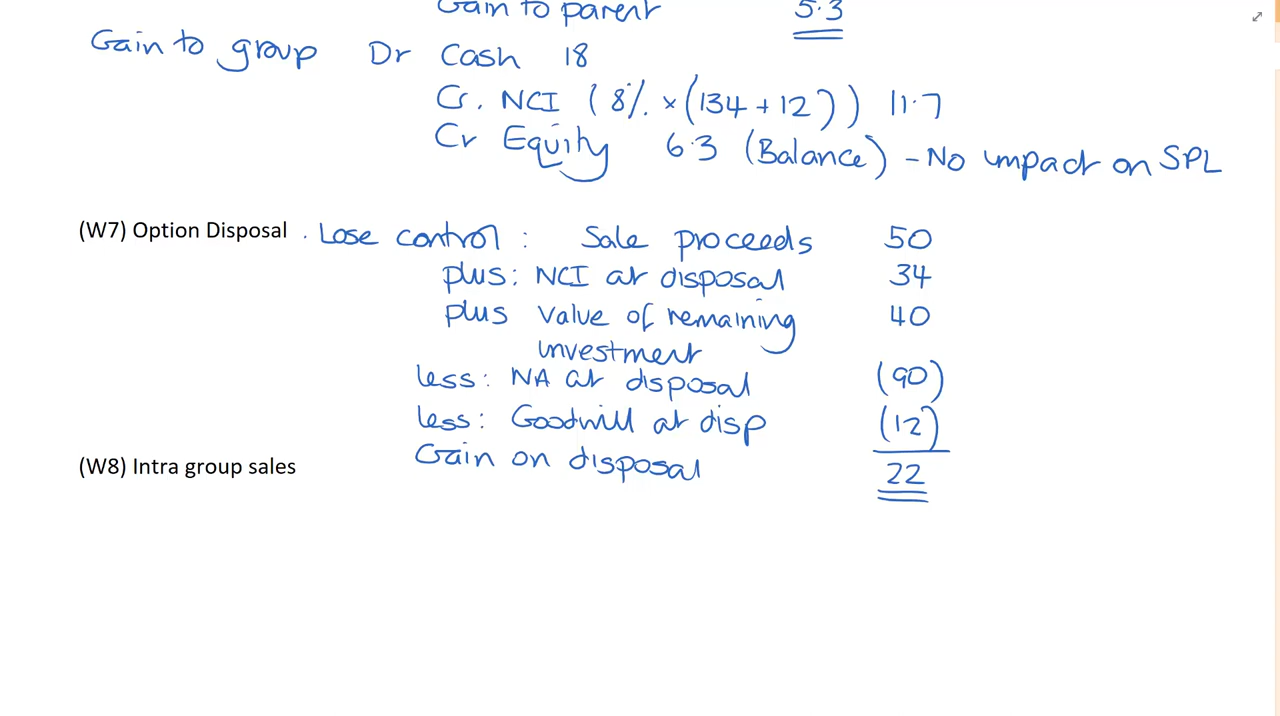 Gain to parent 5.3
Gain to group Dr Cash 18
Cr. NCI ( 8% × (134 + 12)) 11.7
Cr Equity 6.3 (Balance) - No impact on SPL
(W7) Option Disposal . Lose control : Sale proceeds 50
plus: NCI at disposal 34
plus value of remaining 40
investment
less: NA at disposal (90)
less: Goodwill at disp (12)
Gain on disposal 22
(W8) Intra group sales